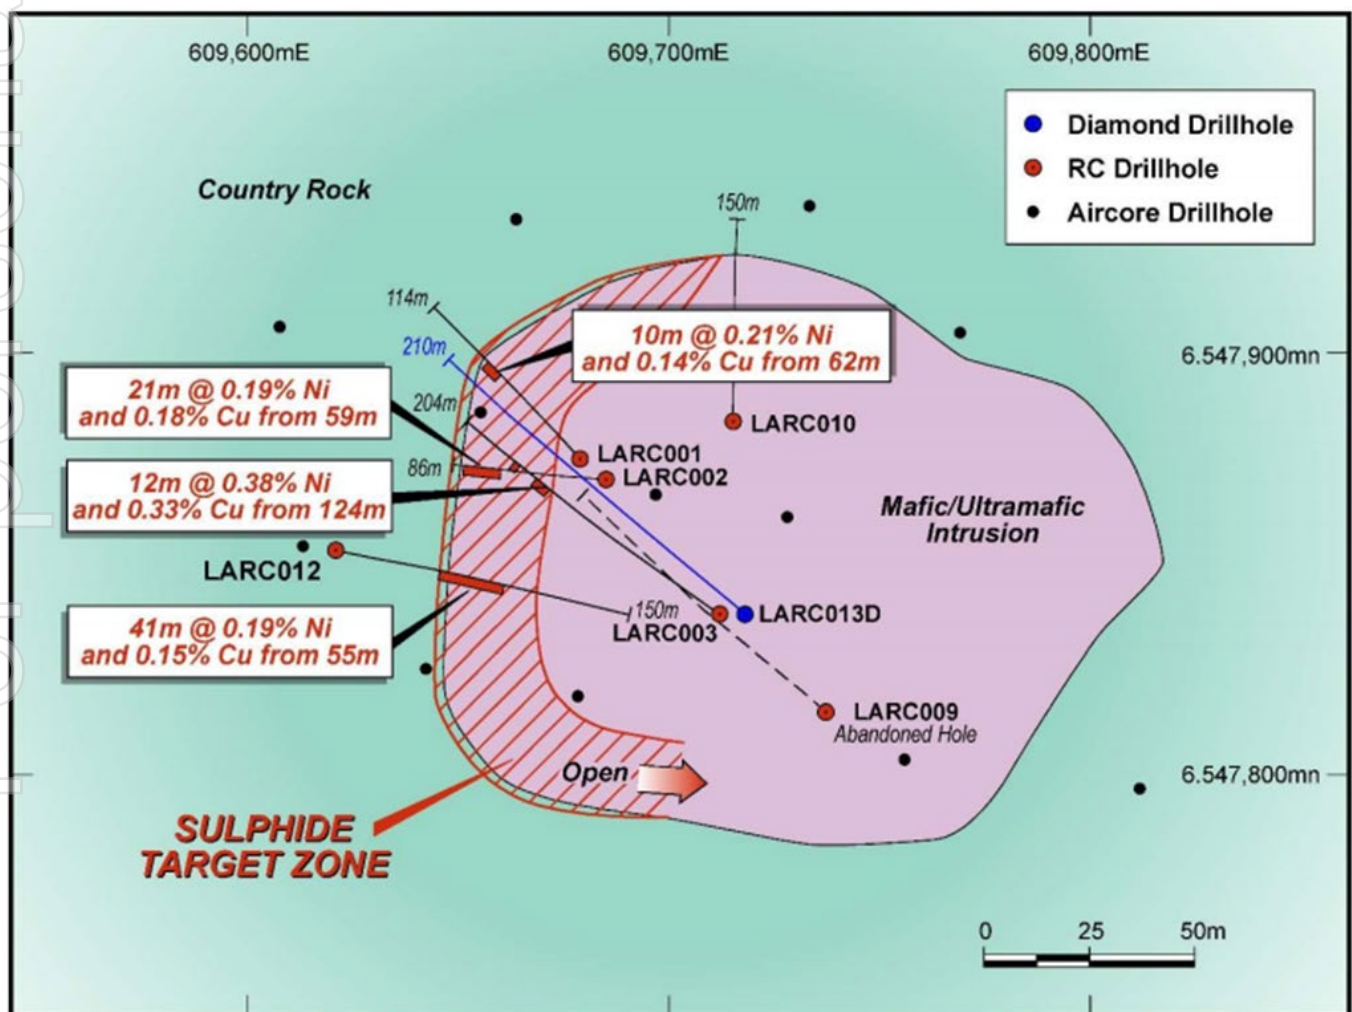 609,600mE
609,700mE
609,800mE
Diamond Drillhole
RC Drillhole
Aircore Drillhole
Country Rock
150m
114m
210m
10m @ 0.21% Ni
and 0.14% Cu from 62m
6.547,900mn
21m @ 0.19% Ni
and 0.18% Cu from 59m
204m
LARC010
LARC001
86m
LARC002
12m @ 0.38% Ni
and 0.33% Cu from 124m
Mafic/Ultramafic
Intrusion
LARC012
150m
LARC003
LARC013D
41m @ 0.19% Ni
and 0.15% Cu from 55m
LARC009
Abandoned Hole
Open
6.547,800mn
SULPHIDE
TARGET ZONE
0
25
50m